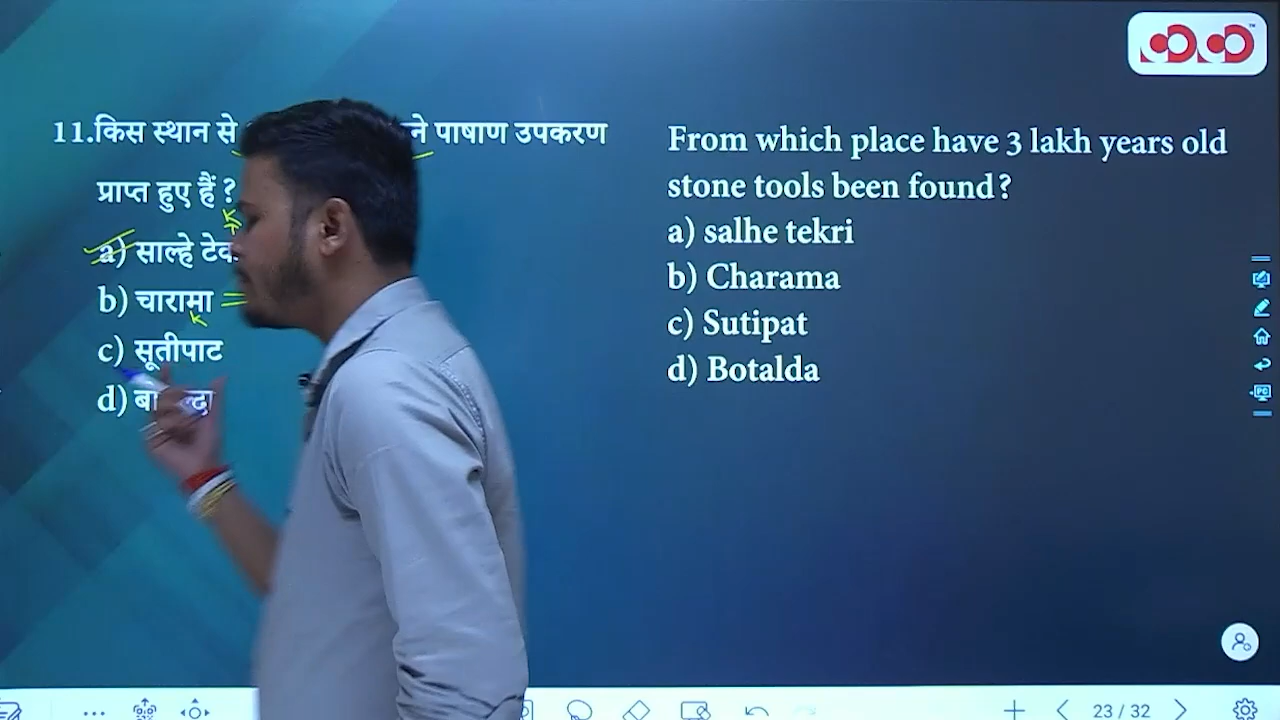 11.किस स्थान से पाषाण उपकरण
प्राप्त हुए हैं ?
a) साल्हे
b) चारामा
c) सूतीपाट
d)
From which place have 3 lakh years old
stone tools been found?
a) salhe tekri
b) Charama
c) Sutipat
d) Botalda
23 / 32